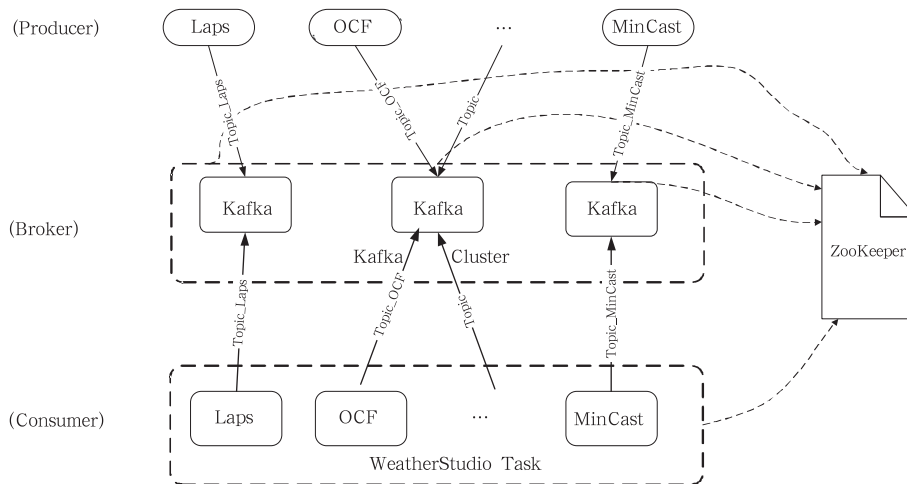 (Producer) Laps OCF ... MinCast
Topic_Laps Topic_OCF Topic Topic_MinCast
(Broker) Kafka Kafka Kafka
Kafka Cluster
ZooKeeper
Topic_Laps Topic_OCF Topic Topic_MinCast
(Consumer) Laps OCF ... MinCast
WeatherStudio Task